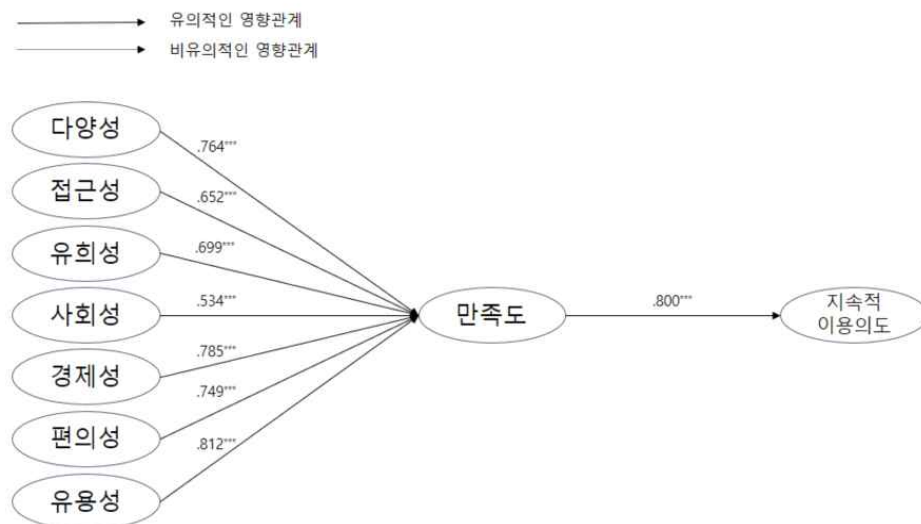 유의적인 영향관계
비유의적인 영향관계
다양성
.764***
접근성
.652***
유희성
.699***
사회성
.534***
만족도
.800***
지속적
이용의도
.785***
경제성
.749***
편의성
.812***
유용성